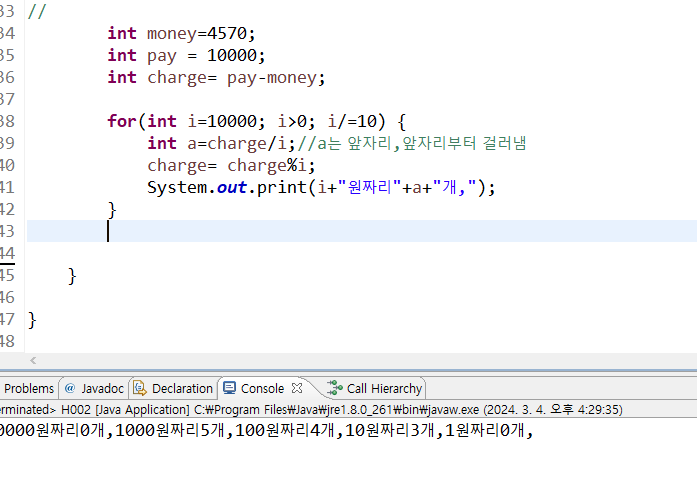 33 //
34 int money=4570;
35 int pay = 10000;
36 int charge= pay-money;
37
38 for(int i=10000; i>0; i/=10) {
39 int a=charge/i;//a는 앞자리,앞자리부터 걸러냄
40 charge= charge%i;
41 System.out.print(i+"원짜리"+a+"개,");
42 }
43
44
45 }
46
47 }
48
Problems @ Javadoc Declaration Console Call Hierarchy
erminated> H002 [Java Application] C:₩Program Files₩Java₩jre1.8.0_261₩bin₩javaw.exe (2024. 3. 4. 오후 4:29:35)
0000원짜리0개,1000원짜리5개,100원짜리4개,10원짜리3개,1원짜리0개,